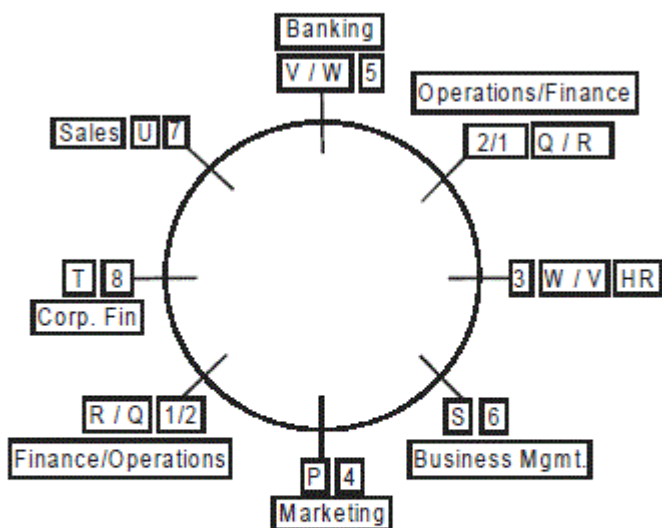 Banking
V / W 5
Operations/Finance
2/1 Q / R
Sales U 7
3 W / V HR
T 8
Corp. Fin
R / Q 1/2
Finance/Operations
S 6
Business Mgmt.
P 4
Marketing